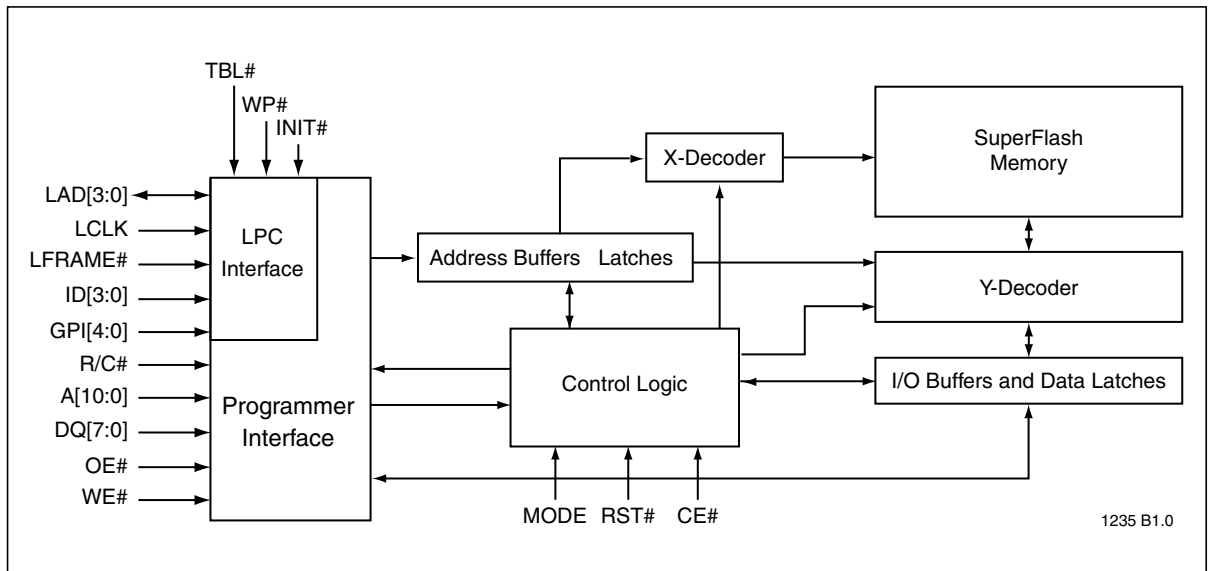 TBL#
WP#
INIT#
LAD[3:0]
LCLK
LFRAME#
ID[3:0]
GPI[4:0]
R/C#
A[10:0]
DQ[7:0]
OE#
WE#
LPC
Interface
Programmer
Interface
Address Buffers Latches
X-Decoder
SuperFlash
Memory
Y-Decoder
Control Logic
I/O Buffers and Data Latches
MODE RST# CE#
1235 B1.0